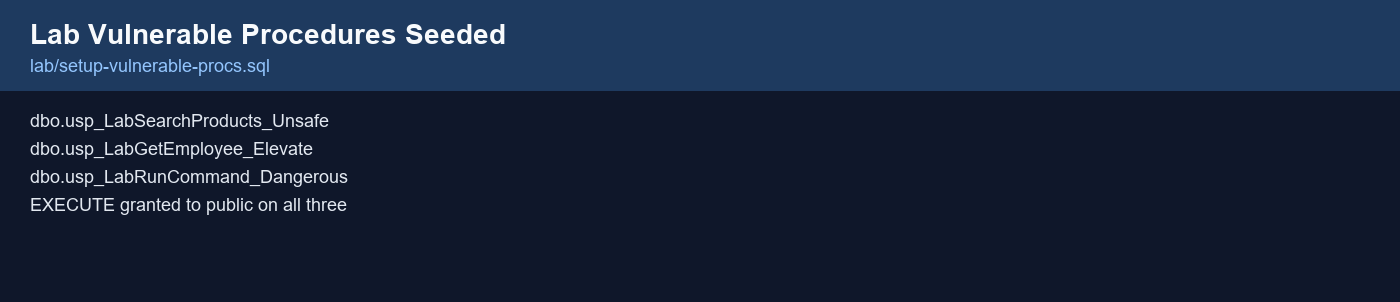 Lab Vulnerable Procedures Seeded
lab/setup-vulnerable-procs.sql
dbo.usp_LabSearchProducts_Unsafe
dbo.usp_LabGetEmployee_Elevate
dbo.usp_LabRunCommand_Dangerous
EXECUTE granted to public on all three